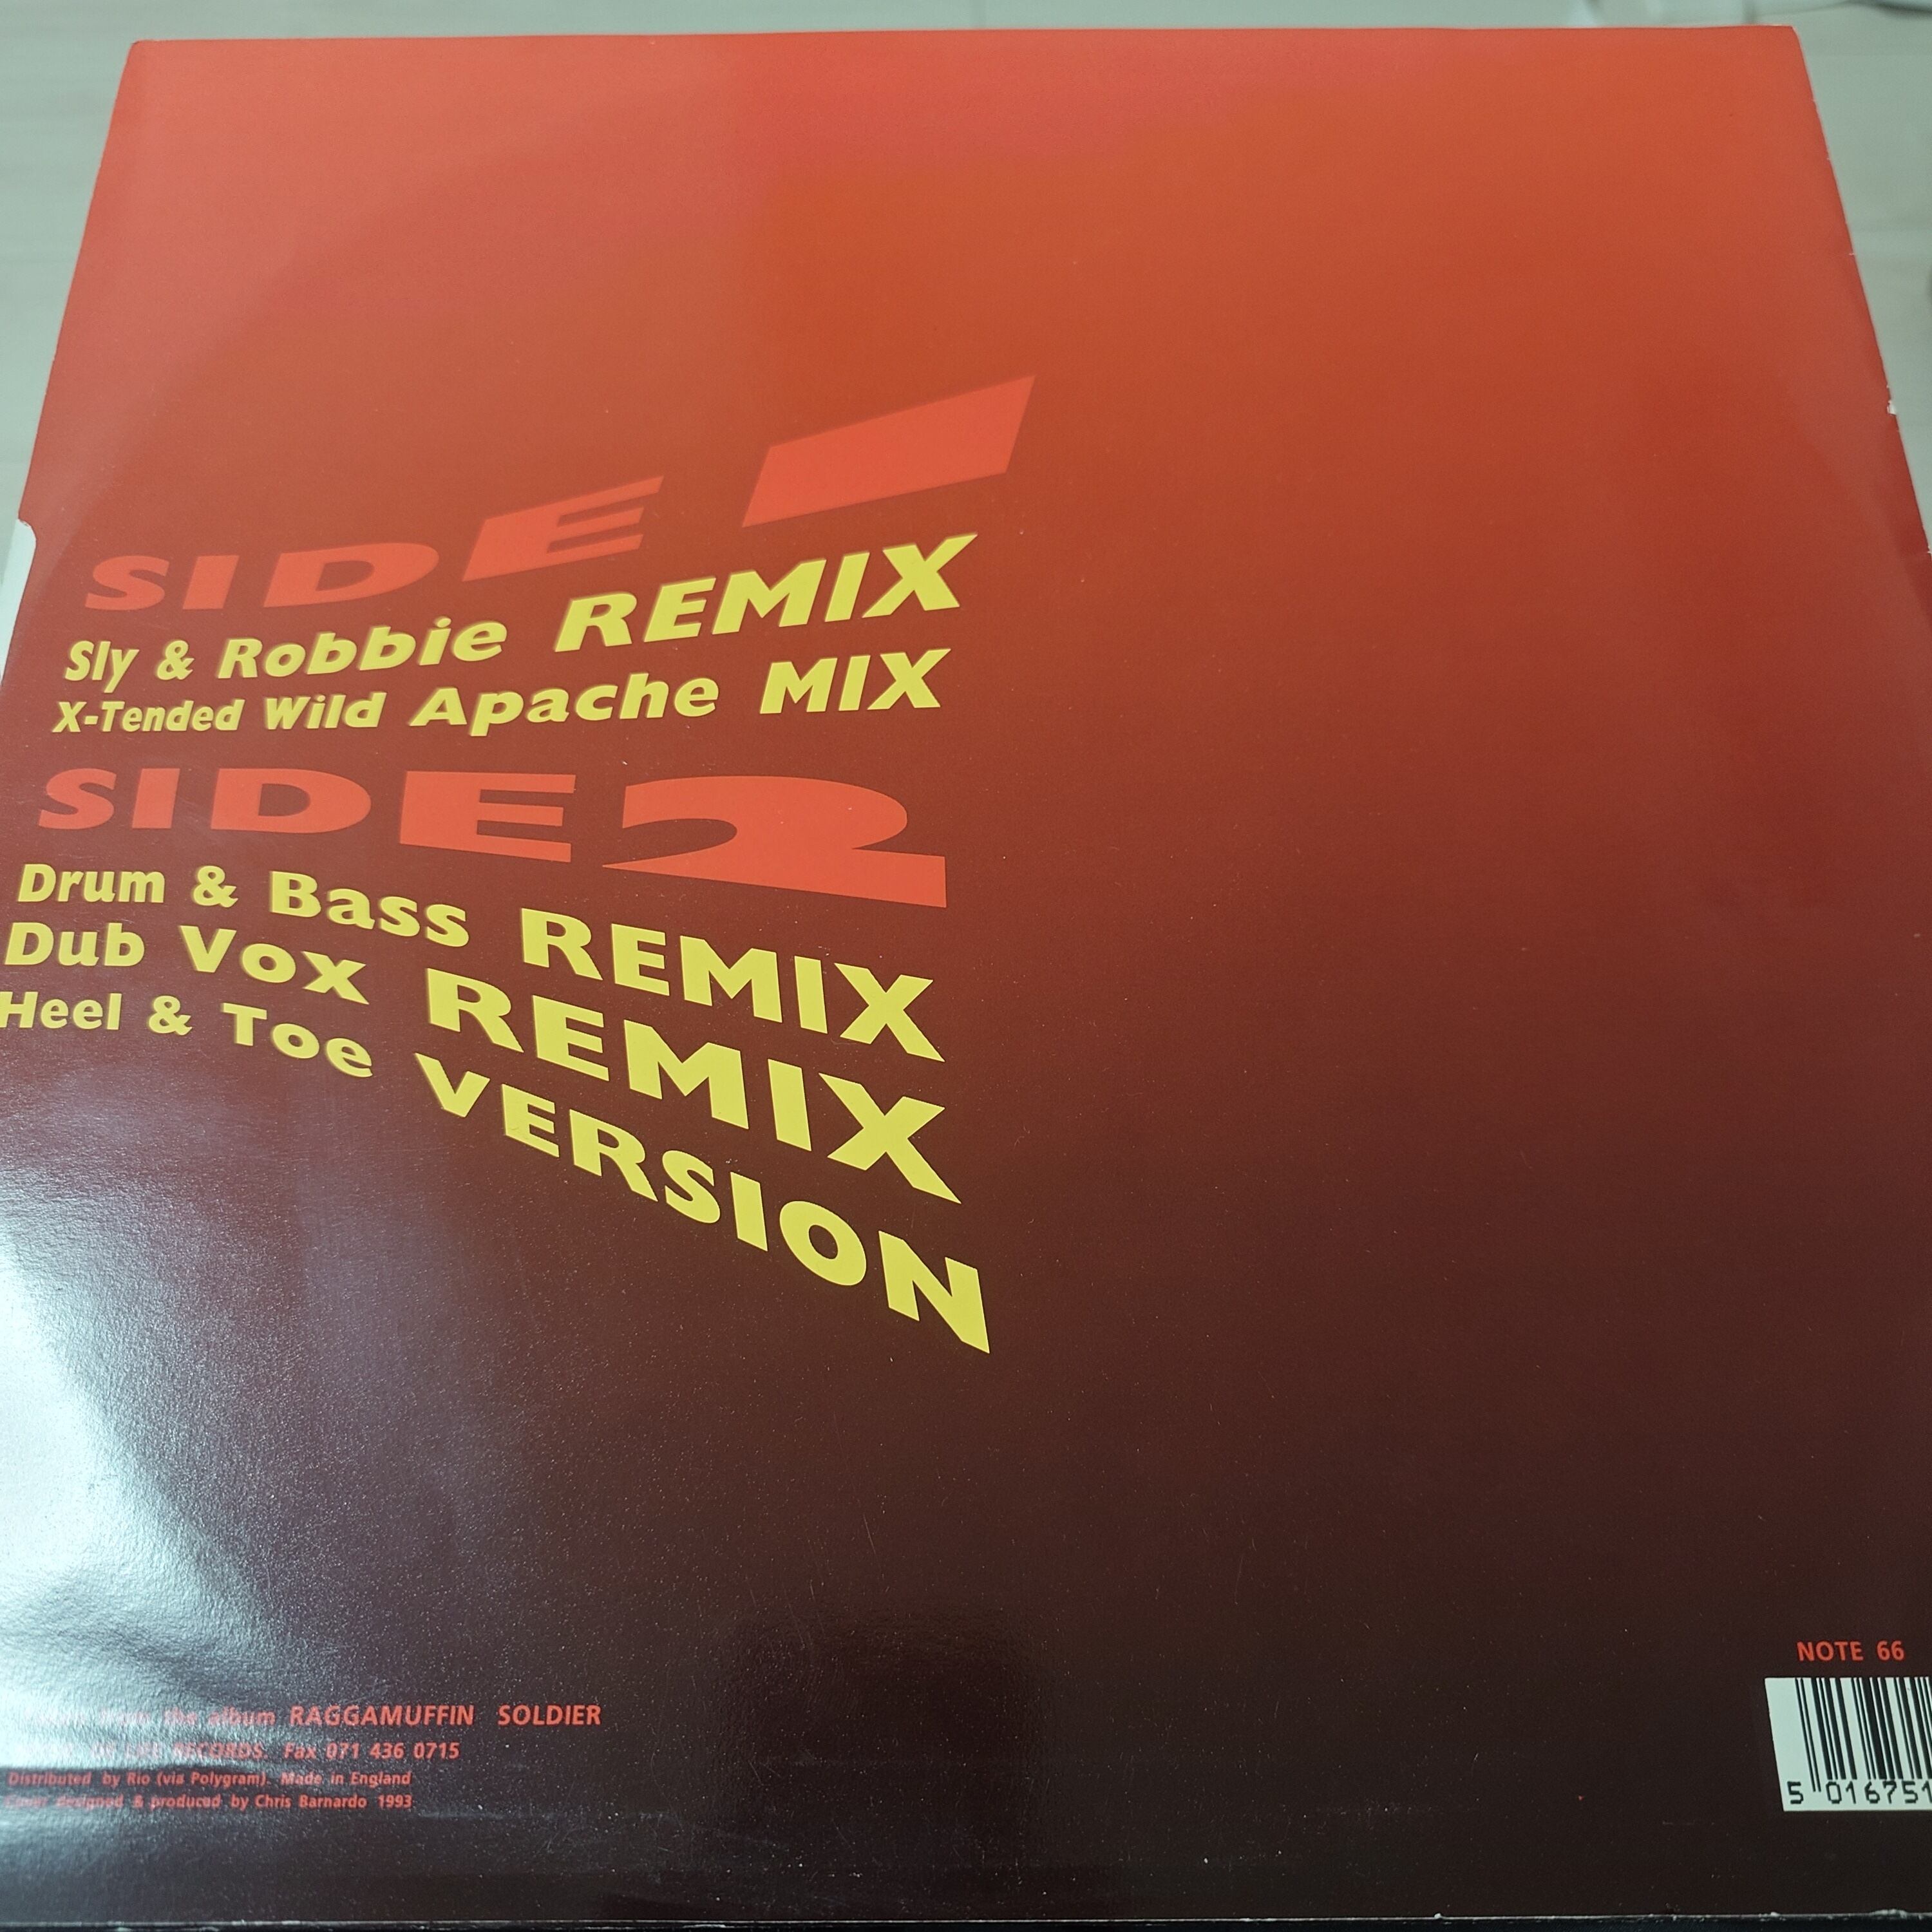 SIDE 1
Sly & Robbie REMIX
X-Tended Wild Apache MIX
SIDE 2
Drum & Bass REMIX
Dub Vox REMIX
Heel & Toe VERSION
NOTE 66
from the album RAGGAMUFFIN SOLDIER
RECORDS. Fax 071 436 0715
Distributed by Rio (via Polygram). Made in England
Cover designed & produced by Chris Barnardo 1993
5 016751